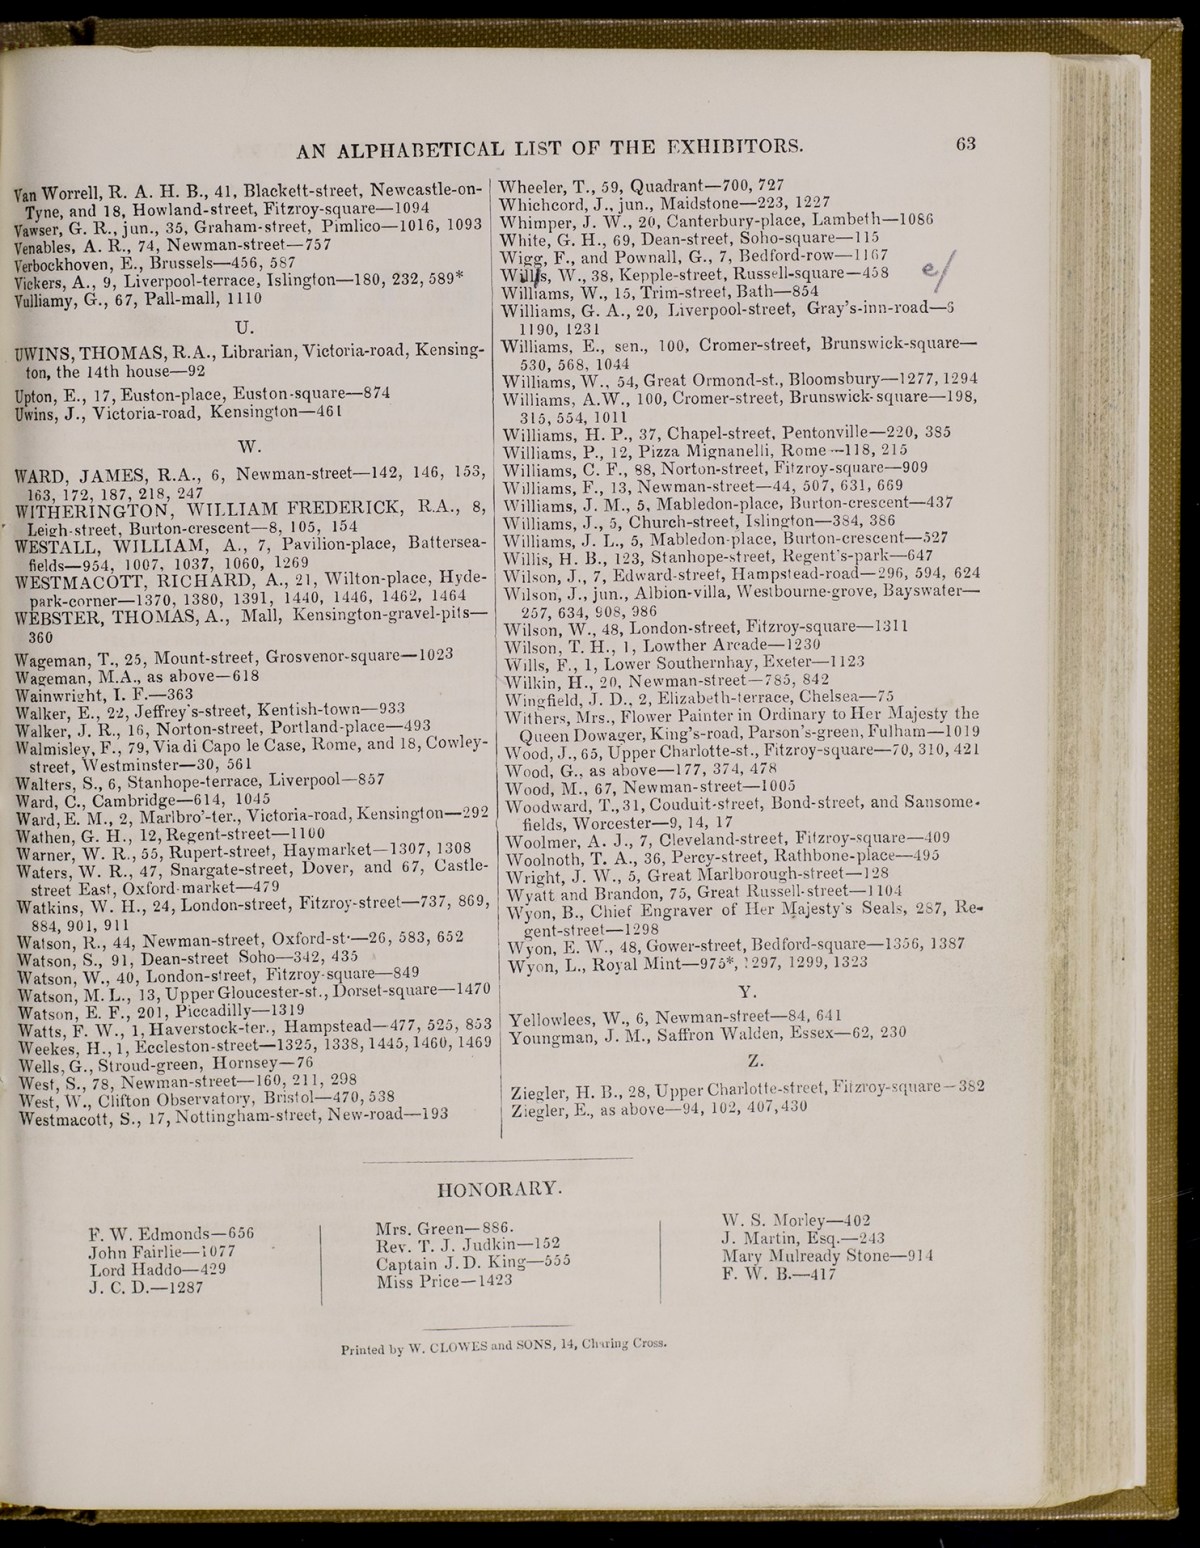 AN ALPHABETICAL LIST OF THE EXHIBITORS.
63
Van Worrell, R. A. H. B., 41, Blackett-street, Newcastle-on-
Tyne, and 18, Howland-street, Fitzroy-square—1094
Vawser, G. R., jun., 35, Graham-street, Pimlico—1016, 1093
Venables, A. R., 74, Newman-street—757
Verbockhoven, E., Brussels—456, 587
Vickers, A., 9, Liverpool-terrace, Islington—180, 232, 589*
Vulliamy, G., 67, Pall-mall, 1110
U.
UWINS, THOMAS, R.A., Librarian, Victoria-road, Kensing-
ton, the 14th house—92
Upton, E., 17, Euston-place, Euston-square—874
Uwins, J., Victoria-road, Kensington—461
W.
WARD, JAMES, R.A., 6, Newman-street—142, 146, 153,
163, 172, 187, 218, 247
WITHERINGTON, WILLIAM FREDERICK, R.A., 8,
Leigh-street, Burton-crescent—8, 105, 154
WESTALL, WILLIAM, A., 7, Pavilion-place, Battersea-
fields—954, 1007, 1037, 1060, 1269
WESTMACOTT, RICHARD, A., 21, Wilton-place, Hyde-
park-corner—1370, 1380, 1391, 1440, 1446, 1462, 1464
WEBSTER, THOMAS, A., Mall, Kensington-gravel-pits—
360
Wageman, T., 25, Mount-street, Grosvenor-square—1023
Wageman, M.A., as above—618
Wainwright, I. F.—363
Walker, E., 22, Jeffrey's-street, Kentish-town—933
Walker, J. R., 16, Norton-street, Portland-place—493
Walmisley, F., 79, Via di Capo le Case, Rome, and 18, Cowley-
street, Westminster—30, 561
Walters, S., 6, Stanhope-terrace, Liverpool—857
Ward, C., Cambridge—614, 1045
Ward, E. M., 2, Marlbro'-ter., Victoria-road, Kensington—292
Wathen, G. H., 12, Regent-street—1100
Warner, W. R., 55, Rupert-street, Haymarket—1307, 1308
Waters, W. R., 47, Snargate-street, Dover, and 67, Castle-
street East, Oxford-market—479
Watkins, W. H., 24, London-street, Fitzroy-street—737, 869,
884, 901, 911
Watson, R., 44, Newman-street, Oxford-st·—26, 583, 652
Watson, S., 91, Dean-street Soho—342, 435
Watson, W., 40, London-street, Fitzroy-square—849
Watson, M. L., 13, Upper Gloucester-st., Dorset-square—1470
Watson, E. F., 201, Piccadilly—1319
Watts, F. W., 1, Haverstock-ter., Hampstead—477, 525, 853
Weekes, H., 1, Eccleston-street—1325, 1338, 1445, 1460, 1469
Wells, G., Stroud-green, Hornsey—76
West, S., 78, Newman-street—160, 211, 298
West, W., Clifton Observatory, Bristol—470, 538
Westmacott, S., 17, Nottingham-street, New-road—193
Wheeler, T., 59, Quadrant—700, 727
Whichcord, J., jun., Maidstone—223, 1227
Whimper, J. W., 20, Canterbury-place, Lambeth—1086
White, G. H., 69, Dean-street, Soho-square—115
Wigg, F., and Pownall, G., 7, Bedford-row—1167
W. , 38, Kepple-street, Russell-square—458 e/
Williams, W., 15, Trim-street, Bath—854
Williams, G. A., 20, Liverpool-street, Gray's-inn-road—
1190, 1231
Williams, E., sen., 100, Cromer-street, Brunswick-square—
530, 568, 1044
Williams, W., 54, Great Ormond-st., Bloomsbury—1277, 1294
Williams, A.W., 100, Cromer-street, Brunswick-square—198,
315, 554, 1011
Williams, H. P., 37, Chapel-street, Pentonville—220, 385
Williams, P., 12, Pizza Mignanelli, Rome—118, 215
Williams, C. F., 88, Norton-street, Fitzroy-square—909
Williams, F., 13, Newman-street—44, 507, 631, 669
Williams, J. M., 5, Mabledon-place, Burton-crescent—437
Williams, J., 5, Church-street, Islington—384, 386
Williams, J. L., 5, Mabledon-place, Burton-crescent—527
Willis, H. B., 123, Stanhope-street, Regent's-park—647
Wilson, J., 7, Edward-street, Hampstead-road—296, 594, 624
Wilson, J., jun., Albion-villa, Westbourne-grove, Bayswater—
257, 634, 908, 986
Wilson, W., 48, London-street, Fitzroy-square—1311
Wilson, T. H., 1, Lowther Arcade—1230
Wills, F., 1, Lower Southernhay, Exeter—1123
Wilkin, H., 20, Newman-street—785, 842
Wingfield, J. D., 2, Elizabeth-terrace, Chelsea—75
Withers, Mrs., Flower Painter in Ordinary to Her Majesty the
Queen Dowager, King's-road, Parson's-green, Fulham—1019
Wood, J., 65, Upper Charlotte-st., Fitzroy-square—70, 310, 421
Wood, G., as above—177, 374, 478
Wood, M., 67, Newman-street—1005
Woodward, T., 31, Couduit-street, Bond-street, and Sansome-
fields, Worcester—9, 14, 17
Woolmer, A. J., 7, Cleveland-street, Fitzroy-square—409
Woolnoth, T. A., 36, Percy-street, Rathbone-place—495
Wright, J. W., 5, Great Marlborough-street—128
Wyatt and Brandon, 75, Great Russell-street—1104
Wyon, B., Chief Engraver of Her Majesty's Seals, 287, Re-
gent-street—1298
Wyon, E. W., 48, Gower-street, Bedford-square—1356, 1387
Wyon, L., Royal Mint—975*, 1297, 1299, 1323
Y.
Yellowlees, W., 6, Newman-street—84, 641
Youngman, J. M., Saffron Walden, Essex—62, 230
Z.
Ziegler, H. B., 28, Upper Charlotte-street, Fitzroy-square—382
Ziegler, E., as above—94, 102, 407, 430
HONORARY.
F. W. Edmonds—656
John Fairlie—1077
Lord Haddo—429
J. C. D.—1287
Mrs. Green—886.
Rev. T. J. Judkin—152
Captain J. D. King—555
Miss Price—1423
W. S. Morley—402
J. Martin, Esq.—243
Mary Mulready Stone—914
F. W. B.—417
Printed by W. CLOWES and SONS, 14, Charing Cross.